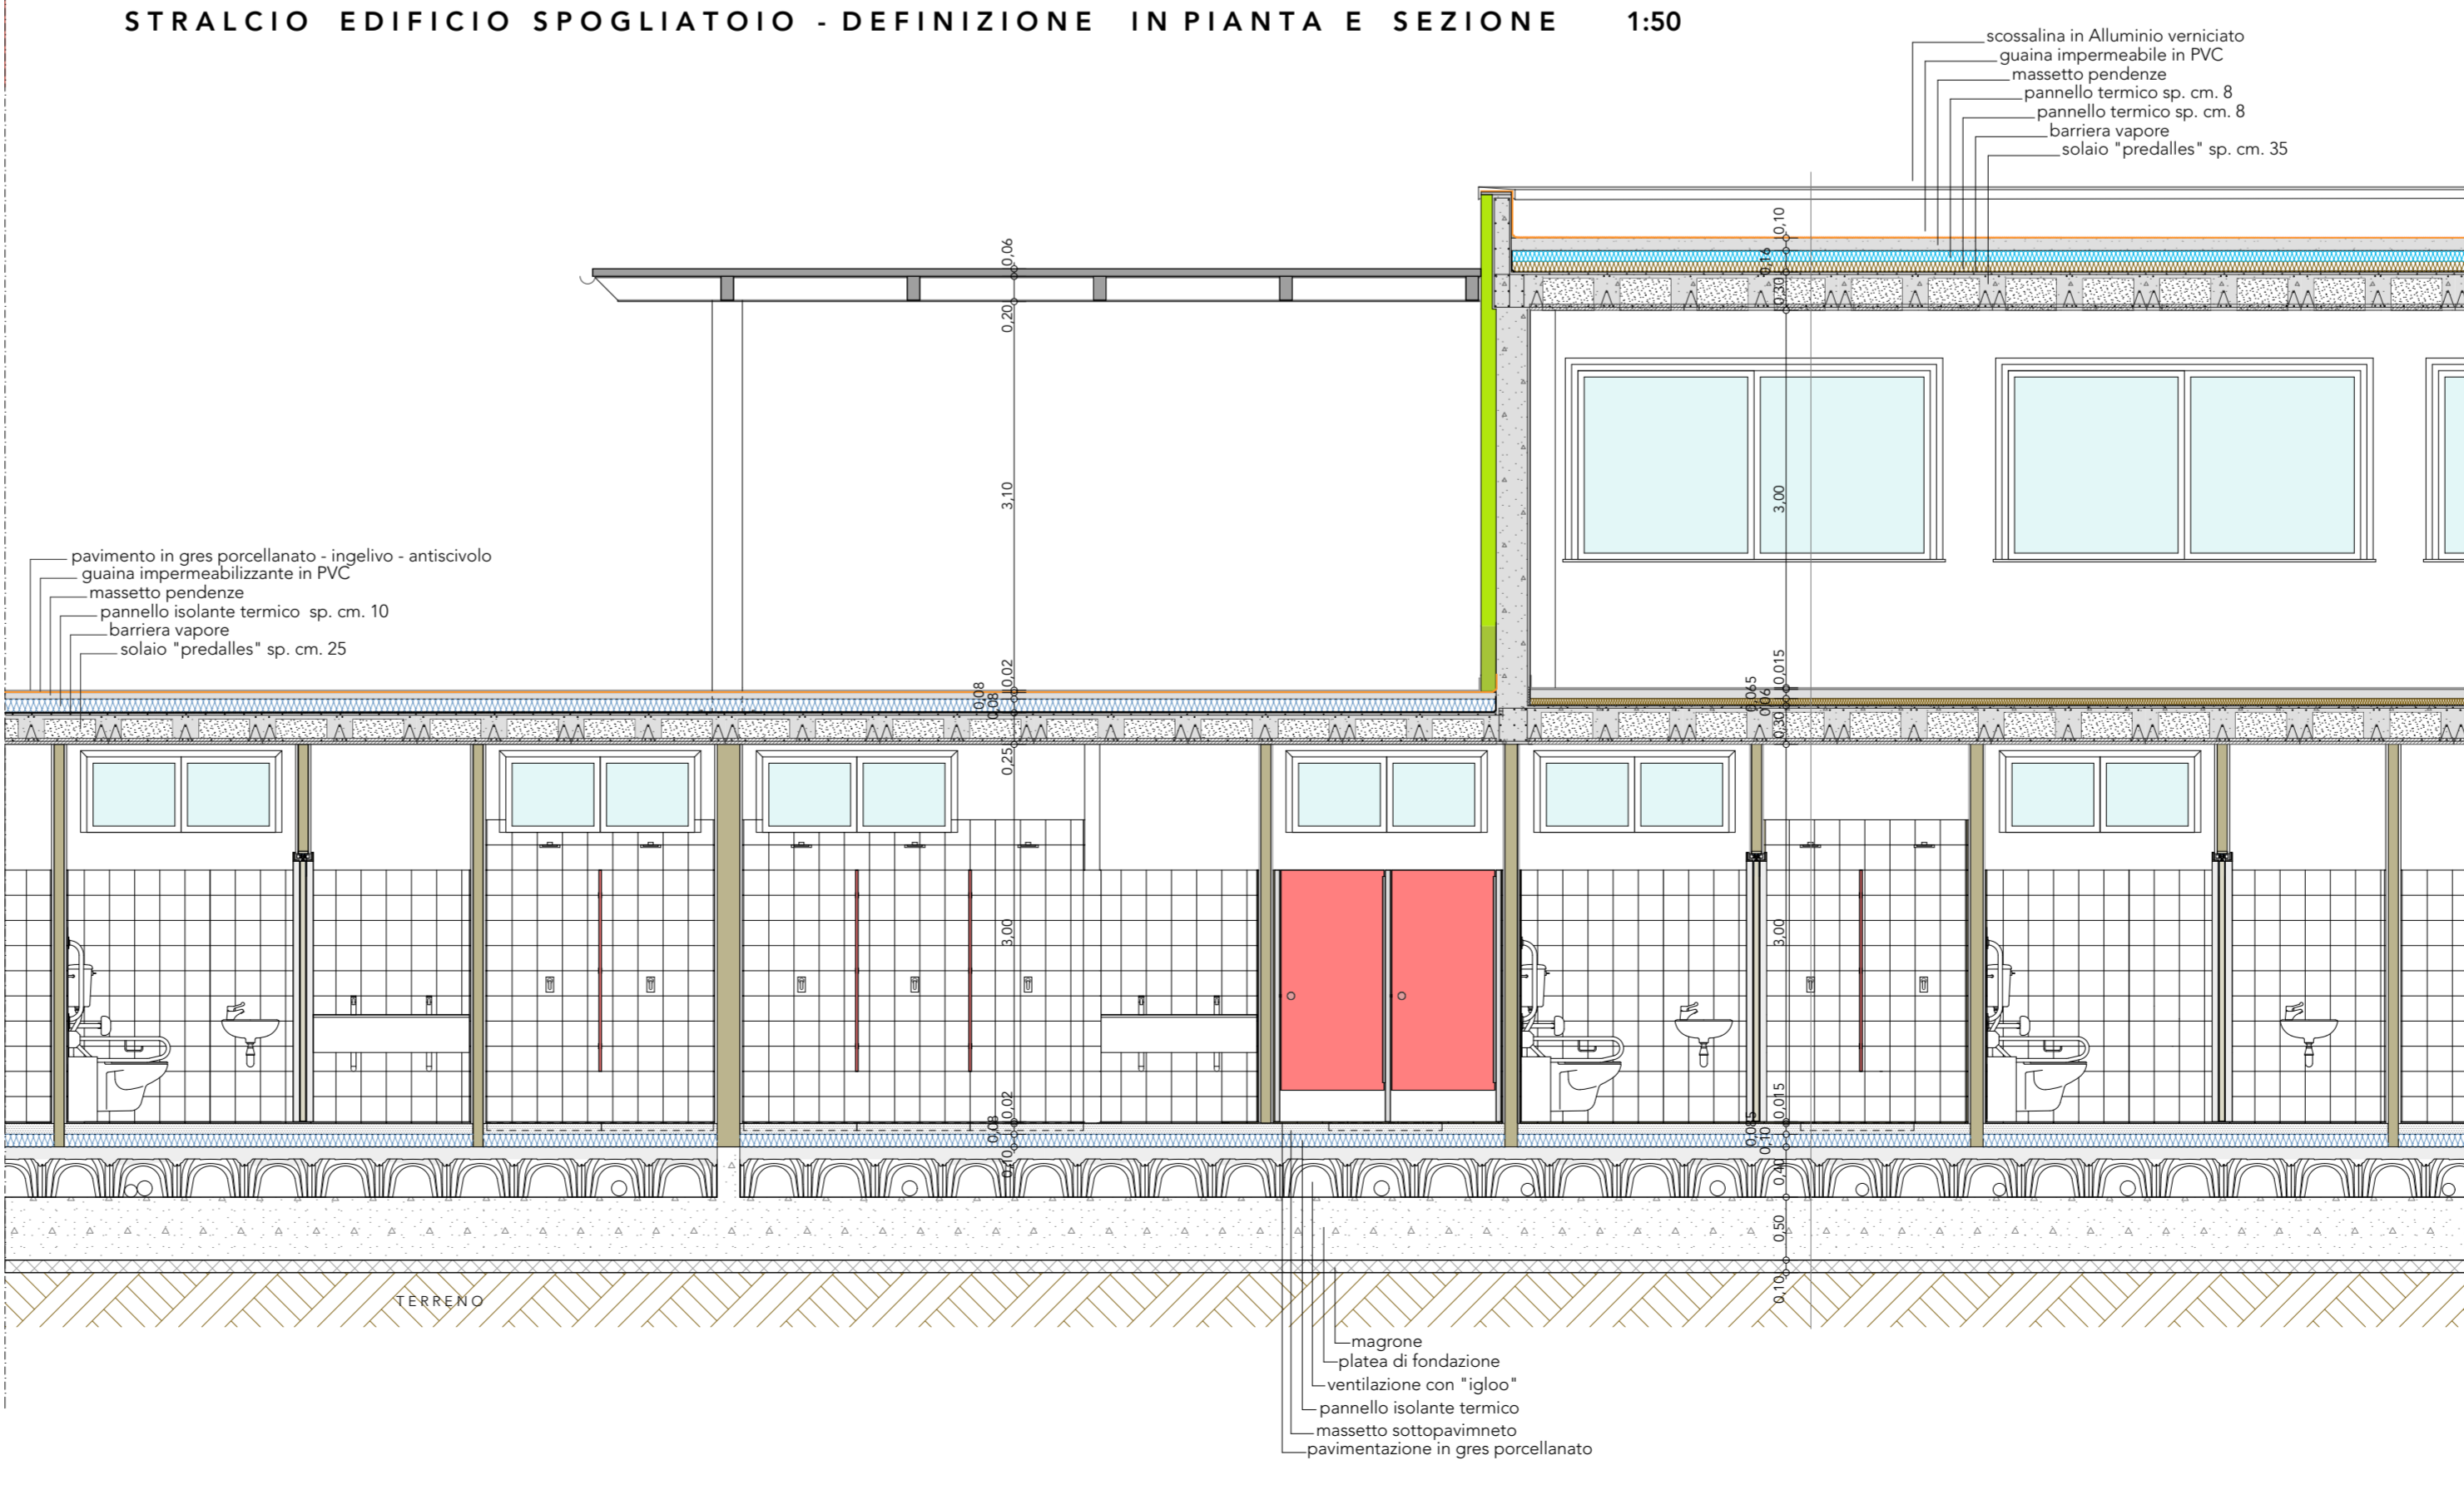 STRALCIO EDIFICIO SPOGLIATOIO - DEFINIZIONE IN PIANTA E SEZIONE 1:50
scossalina in Alluminio verniciato
guaina impermeabile in PVC
massetto pendenze
pannello termico sp. cm. 8
pannello termico sp. cm. 8
barriera vapore
solaio "predalles" sp. cm. 35
0,10
0,16
0,30
0,06
0,20
3,10
3,00
pavimento in gres porcellanato - ingelivo - antiscivolo
guaina impermeabilizzante in PVC
massetto pendenze
pannello isolante termico sp. cm. 10
barriera vapore
solaio "predalles" sp. cm. 25
0,02
0,08
0,08
0,25
0,015
0,065
0,06
0,30
3,00
3,00
0,02
0,08
0,10
0,015
0,085
0,10
0,40
0,50
0,10
TERRENO
magrone
platea di fondazione
ventilazione con "igloo"
pannello isolante termico
massetto sottopavimneto
pavimentazione in gres porcellanato